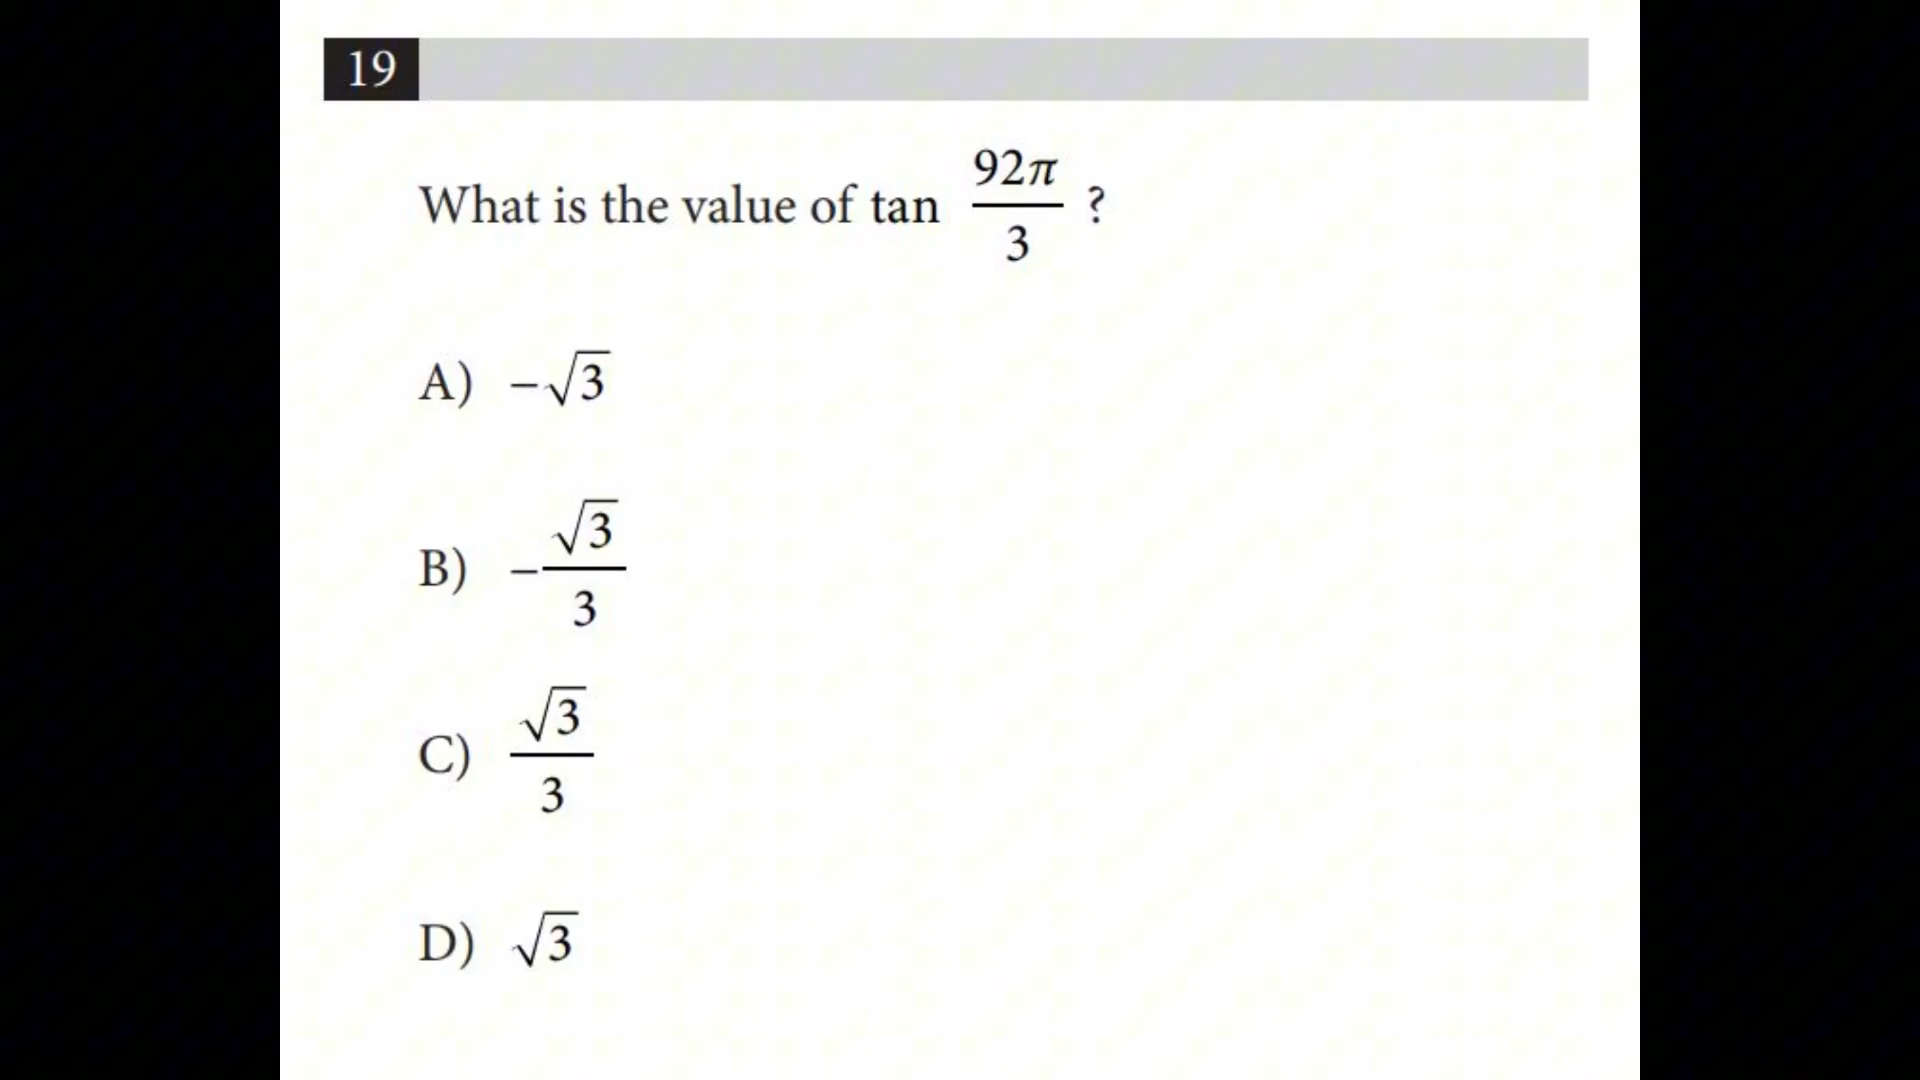 19
What is the value of tan 92π/3 ?
A) −√3
B) −√3/3
C) √3/3
D) √3